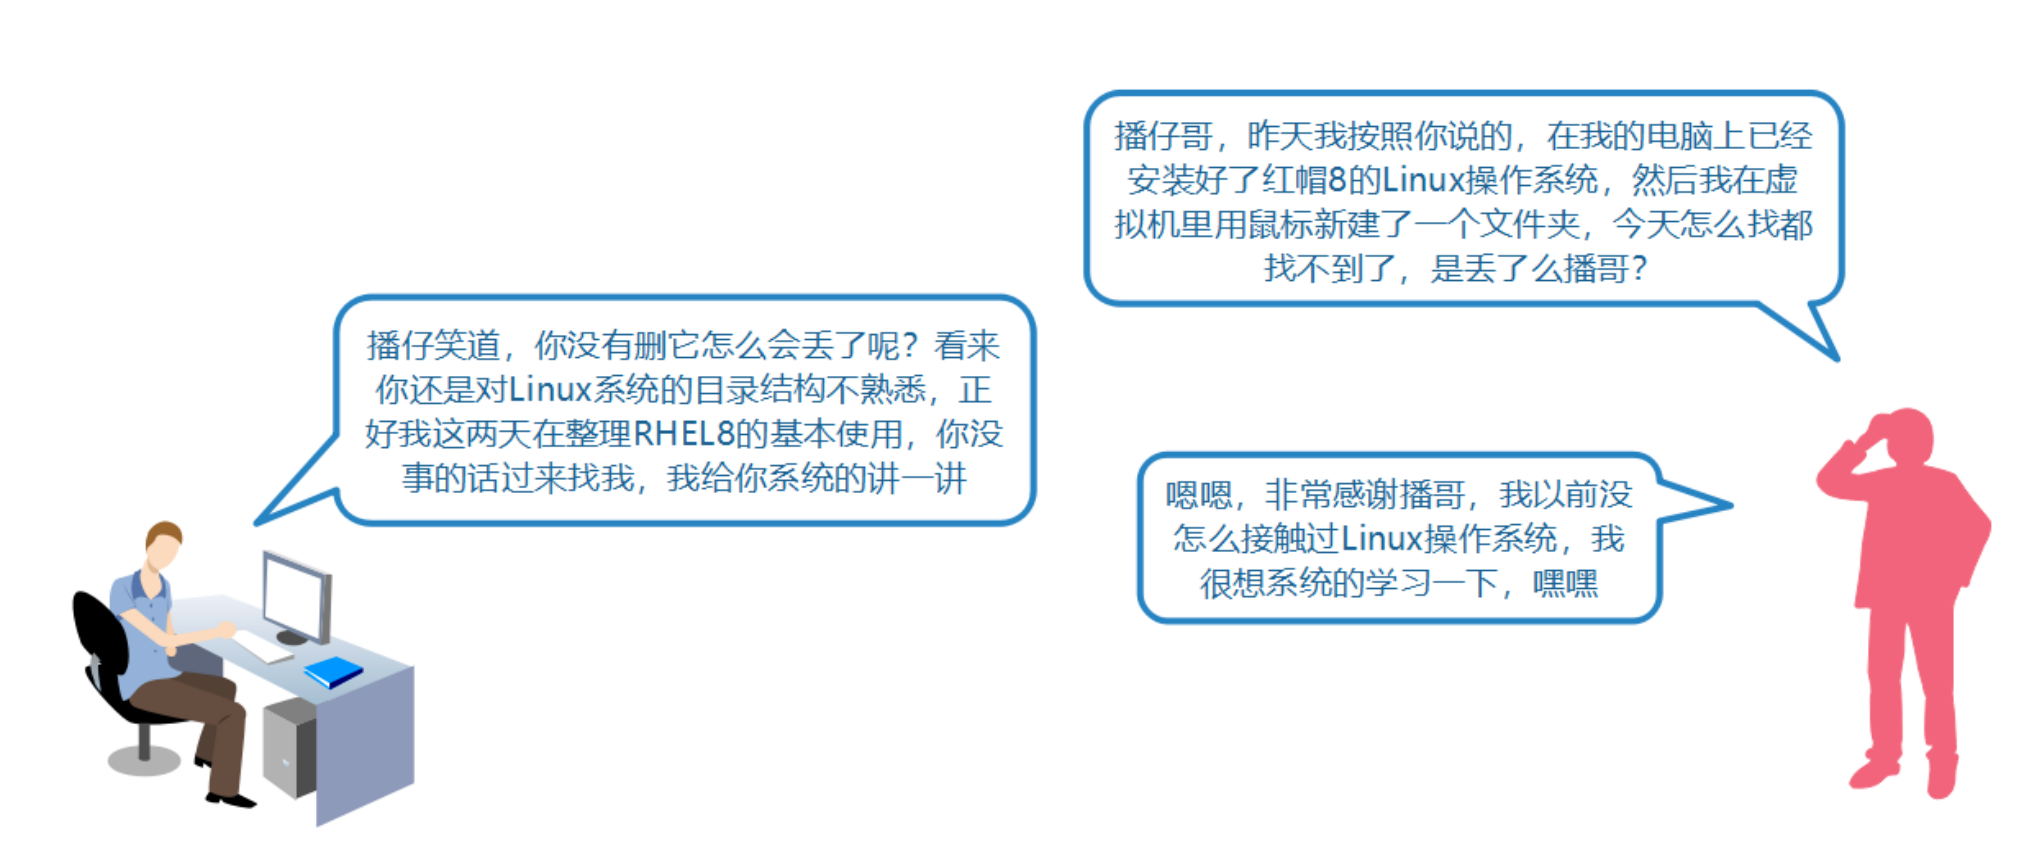 播仔哥，昨天我按照你说的，在我的电脑上已经
安装好了红帽8的Linux操作系统，然后我在虚
拟机里用鼠标新建了一个文件夹，今天怎么找都
找不到了，是丢了么播哥？
播仔笑道，你没有删它怎么会丢了呢？看来
你还是对Linux系统的目录结构不熟悉，正
好我这两天在整理RHEL8的基本使用，你没
事的话过来找我，我给你系统的讲一讲
嗯嗯，非常感谢播哥，我以前没
怎么接触过Linux操作系统，我
很想系统的学习一下，嘿嘿